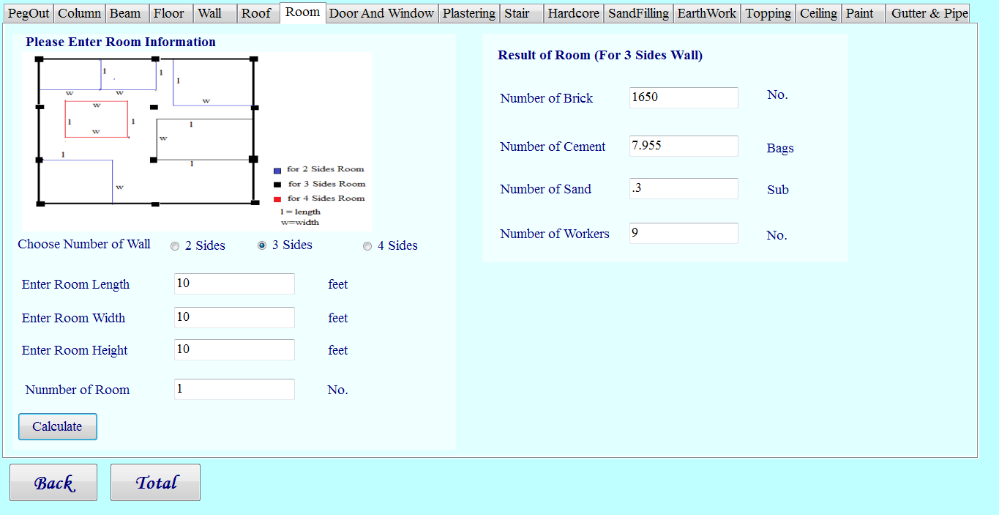 PegOut Column Beam Floor Wall Roof Room Door And Window Plastering Stair Hardcore SandFilling EarthWork Topping Ceiling Paint Gutter & Pipe
Please Enter Room Information
l
l
l
w
w
w
w
l
l
w
l
w
l
l
w
for 2 Sides Room
for 3 Sides Room
for 4 Sides Room
l = length
w=width
Choose Number of Wall 2 Sides 3 Sides 4 Sides
Enter Room Length 10 feet
Enter Room Width 10 feet
Enter Room Height 10 feet
Nunmber of Room 1 No.
Calculate
Result of Room (For 3 Sides Wall)
Number of Brick 1650 No.
Number of Cement 7.955 Bags
Number of Sand .3 Sub
Number of Workers 9 No.
Back Total